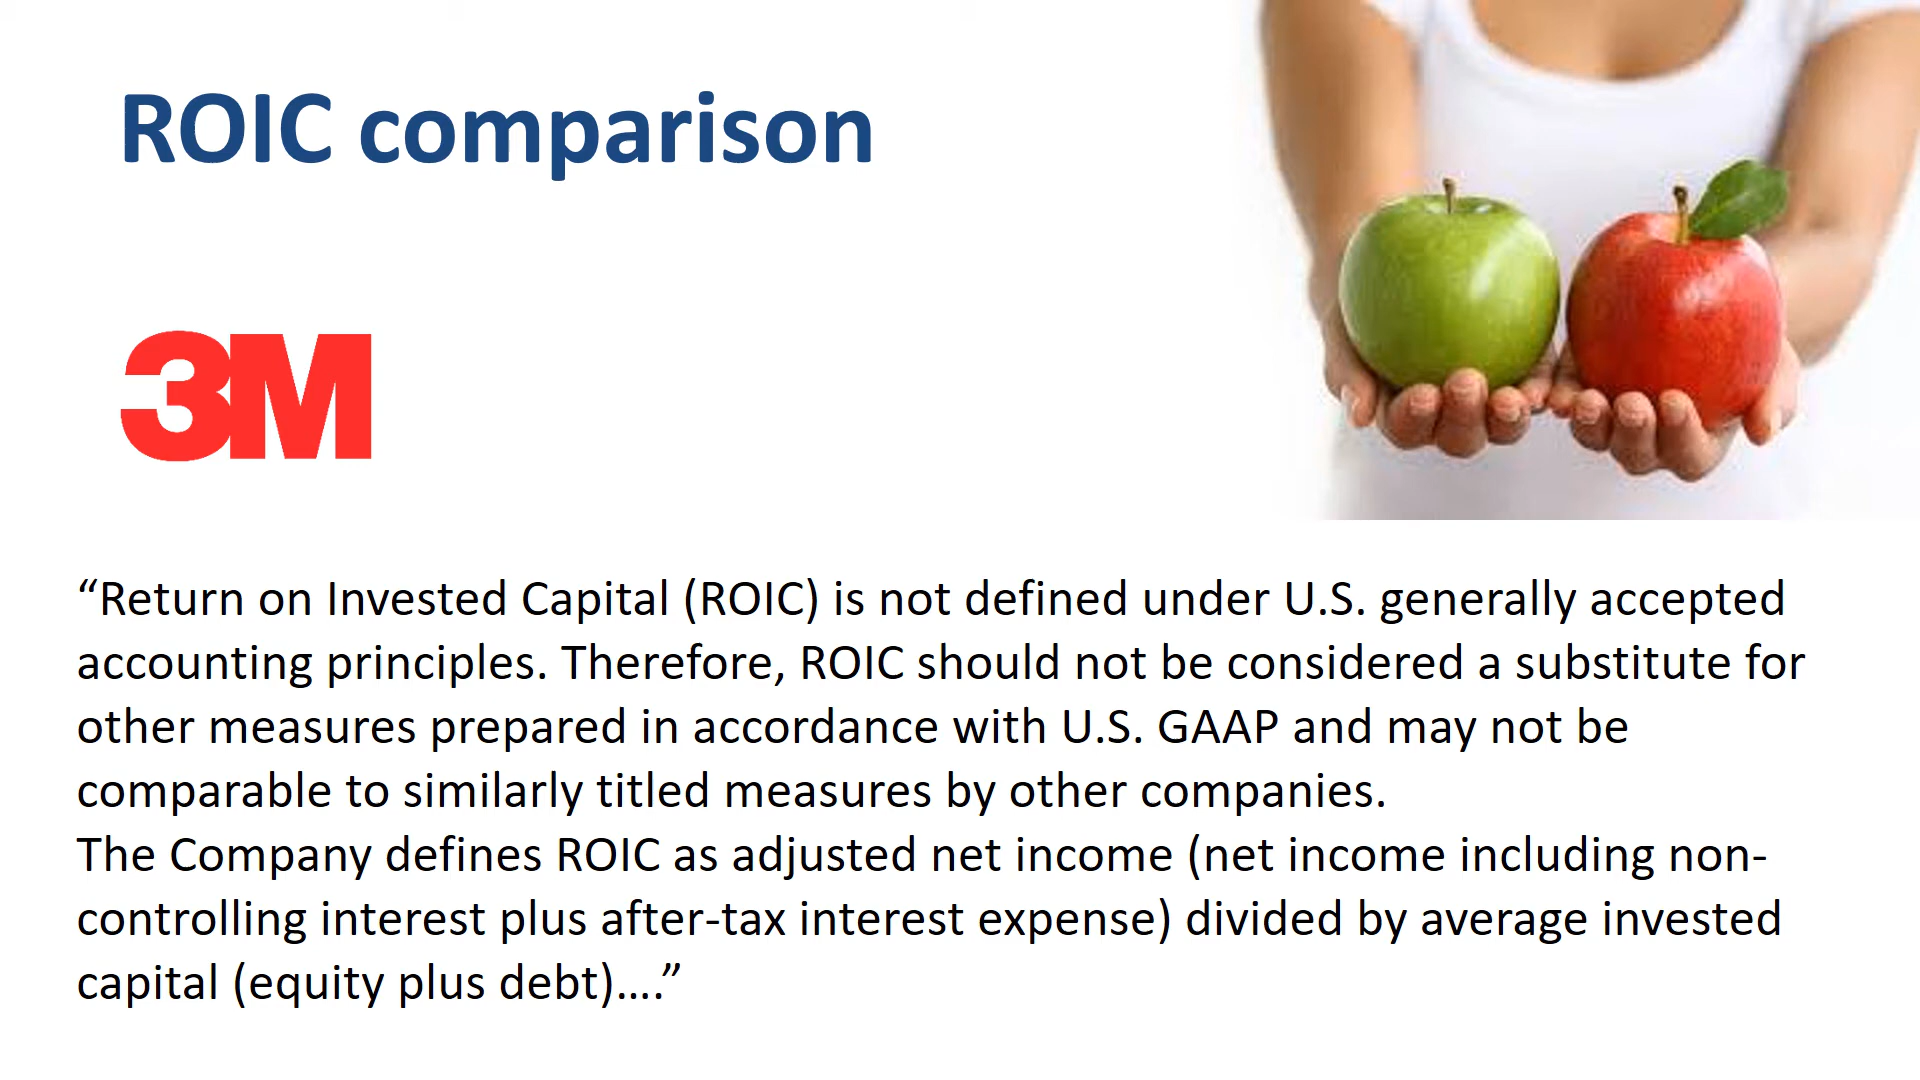 ROIC comparison
3M
“Return on Invested Capital (ROIC) is not defined under U.S. generally accepted
accounting principles. Therefore, ROIC should not be considered a substitute for
other measures prepared in accordance with U.S. GAAP and may not be
comparable to similarly titled measures by other companies.
The Company defines ROIC as adjusted net income (net income including non-
controlling interest plus after-tax interest expense) divided by average invested
capital (equity plus debt)….”